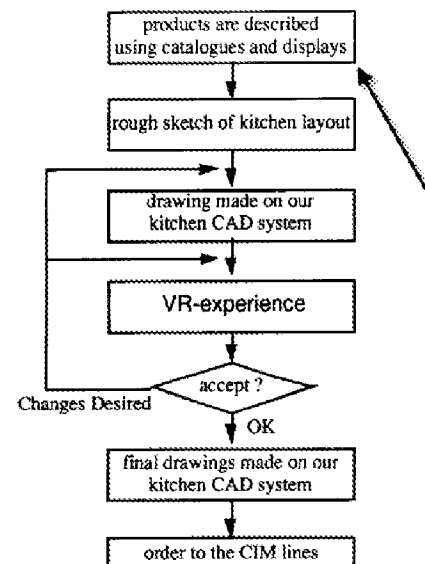 products are described
using catalogues and displays
rough sketch of kitchen layout
drawing made on our
kitchen CAD system
VR-experience
accept ?
Changes Desired
OK
final drawings made on our
kitchen CAD system
order to the CIM lines